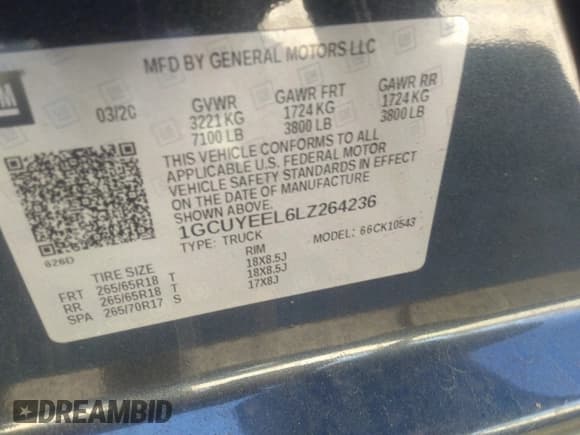 MFD BY GENERAL MOTORS LLC
GM
03/20 GVWR GAWR FRT GAWR RR
3221 KG 1724 KG 1724 KG
7100 LB 3800 LB 3800 LB
THIS VEHICLE CONFORMS TO ALL
APPLICABLE U.S. FEDERAL MOTOR
VEHICLE SAFETY STANDARDS IN EFFECT
ON THE DATE OF MANUFACTURE
SHOWN ABOVE.
1GCUYEEL6LZ264236
TYPE: TRUCK MODEL: 66CK10543
626D
TIRE SIZE RIM
FRT 265/65R18 T 18X8.5J
RR 265/65R18 T 18X8.5J
SPA 265/70R17 S 17X8J
DREAMBID